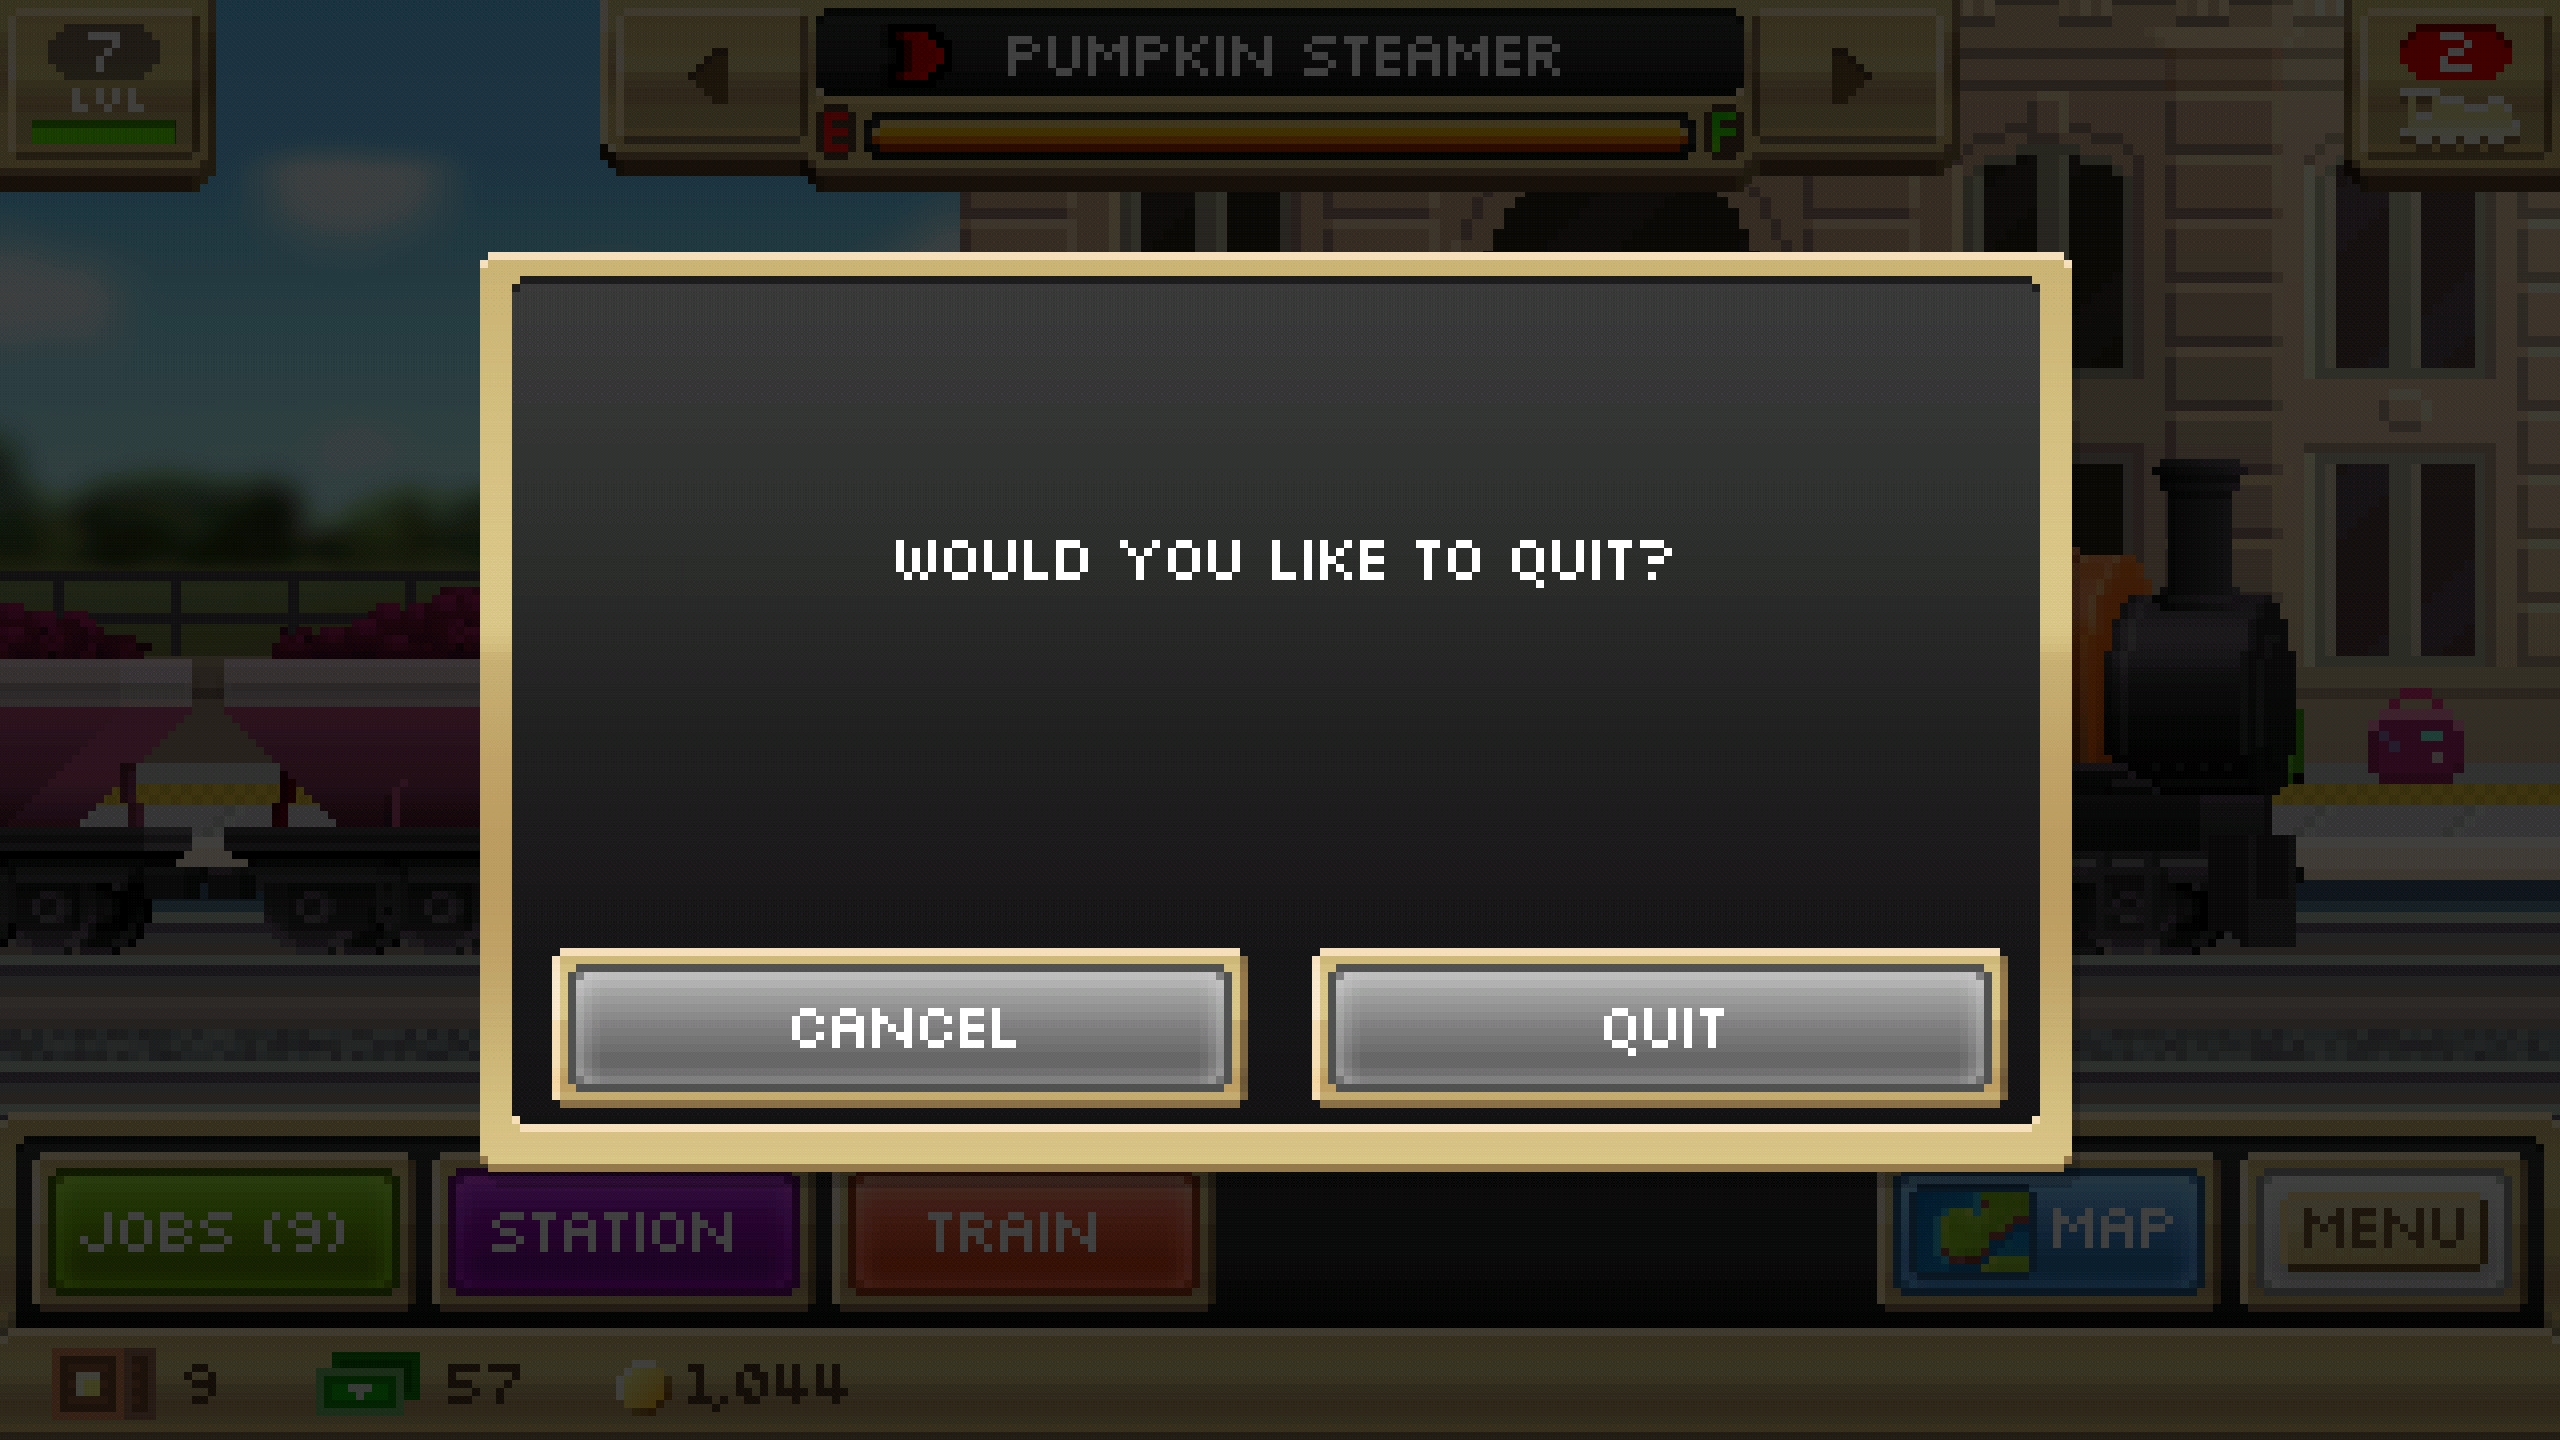 7
LVL
PUMPKIN STEAMER
E
F
2
WOULD YOU LIKE TO QUIT?
CANCEL
QUIT
JOBS (9)
STATION
TRAIN
MAP
MENU
9
57
1,044